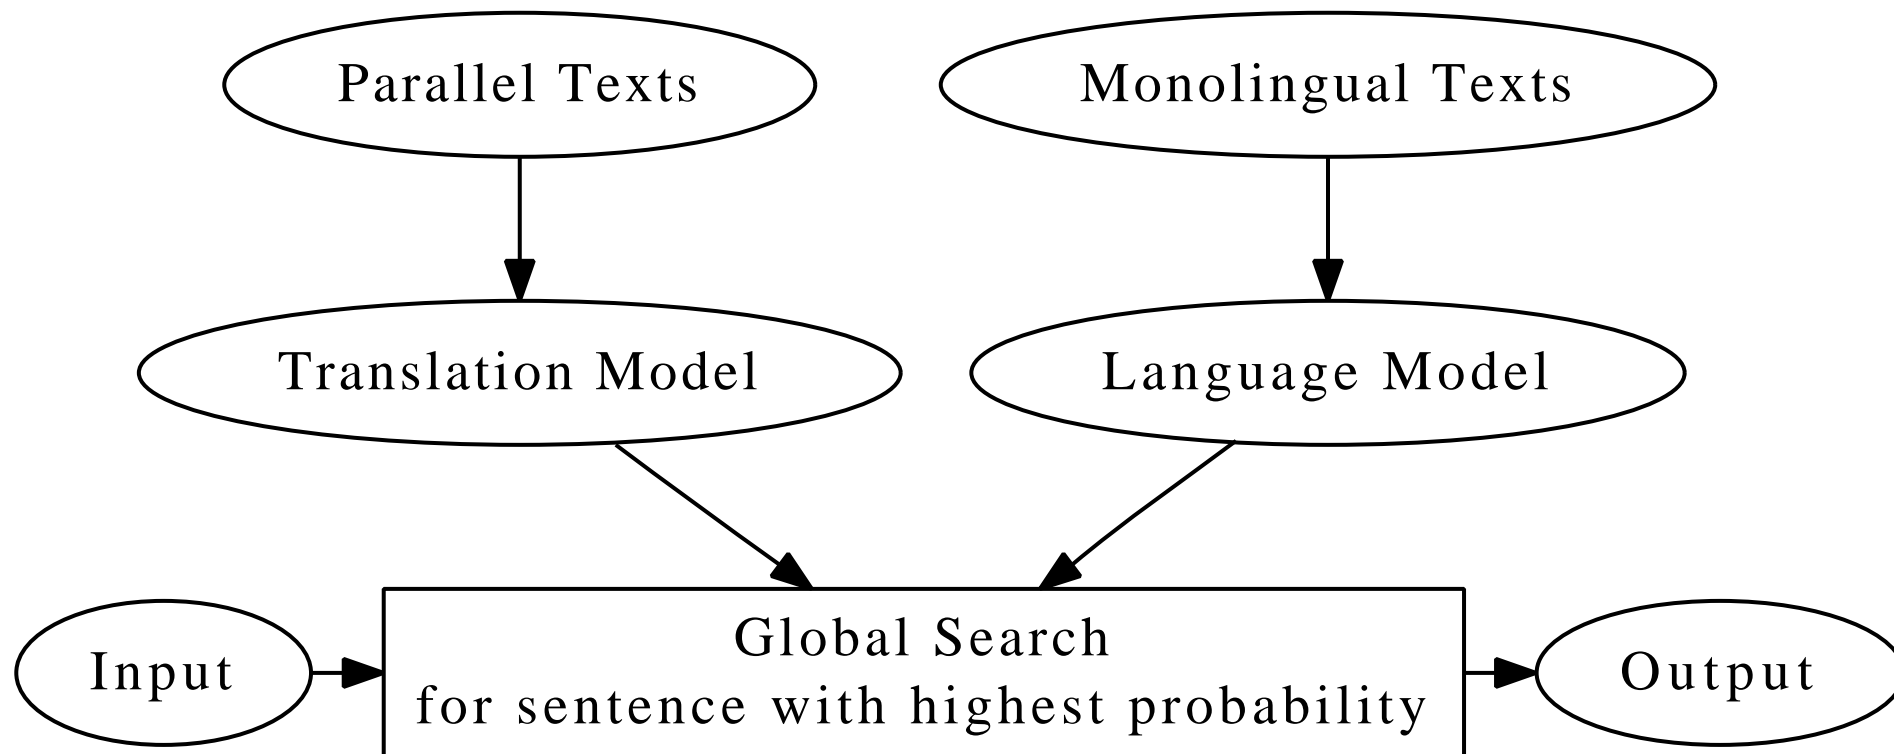 Parallel Texts
Monolingual Texts
Translation Model
Language Model
Input
Global Search
for sentence with highest probability
Output